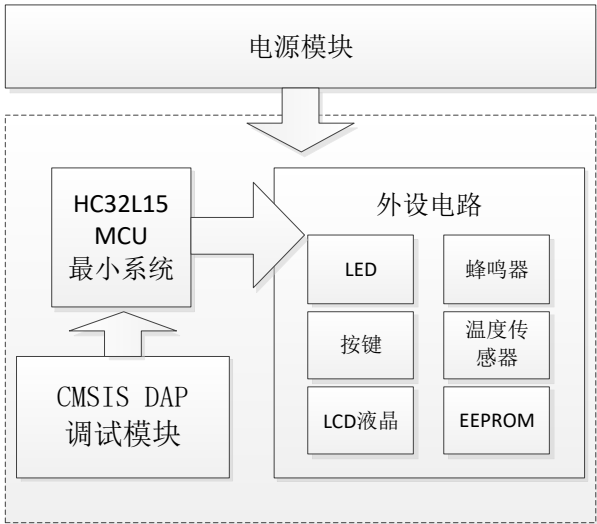 电源模块
HC32L15
MCU
最小系统
外设电路
LED
蜂鸣器
按键
温度传
感器
LCD液晶
EEPROM
CMSIS DAP
调试模块